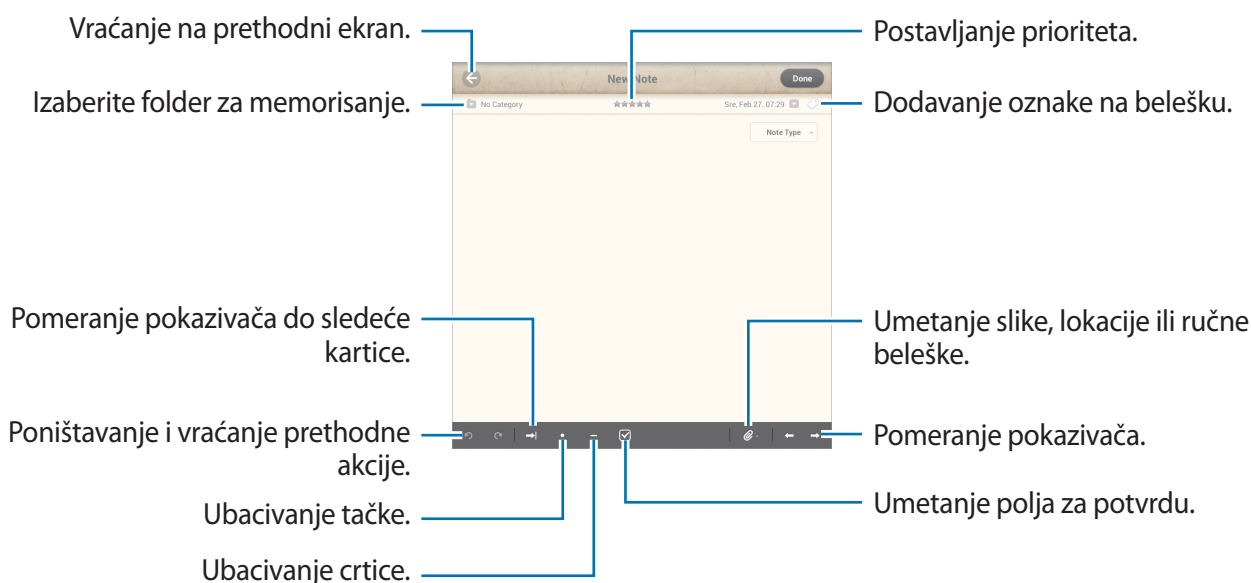 Vraćanje na prethodni ekran.
Postavljanje prioriteta.
New Note
Done
Izaberite folder za memorisanje.
No Category
Sre, Feb 27. 07:29
Dodavanje oznake na belešku.
Note Type
Pomeranje pokazivača do sledeće
kartice.
Umetanje slike, lokacije ili ručne
beleške.
Poništavanje i vraćanje prethodne
akcije.
Pomeranje pokazivača.
Ubacivanje tačke.
Umetanje polja za potvrdu.
Ubacivanje crtice.